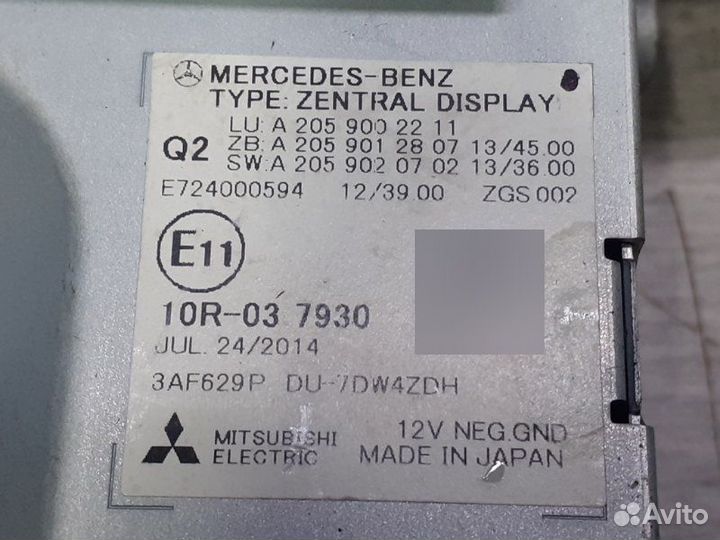 MERCEDES-BENZ
TYPE: ZENTRAL DISPLAY
LU: A 205 900 22 11
Q2 ZB: A 205 901 28 07 13/45.00
SW: A 205 902 07 02 13/36.00
E724000594 12/39.00 ZGS 002
E11
10R-03 7930
JUL. 24/2014
3AF629P DU-7DW4ZDH
MITSUBISHI
ELECTRIC
12V NEG.GND
MADE IN JAPAN
Avito